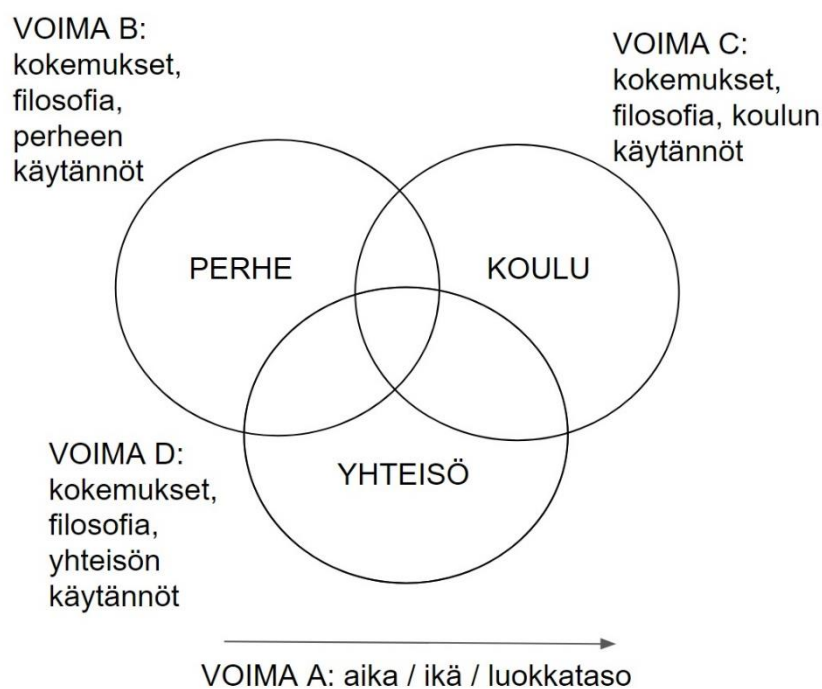 VOIMA B:
kokemukset,
filosofia,
perheen
käytännöt
VOIMA C:
kokemukset,
filosofia, koulun
käytännöt
PERHE
KOULU
VOIMA D:
kokemukset,
filosofia,
yhteisön
käytännöt
YHTEISÖ
VOIMA A: aika / ikä / luokkataso